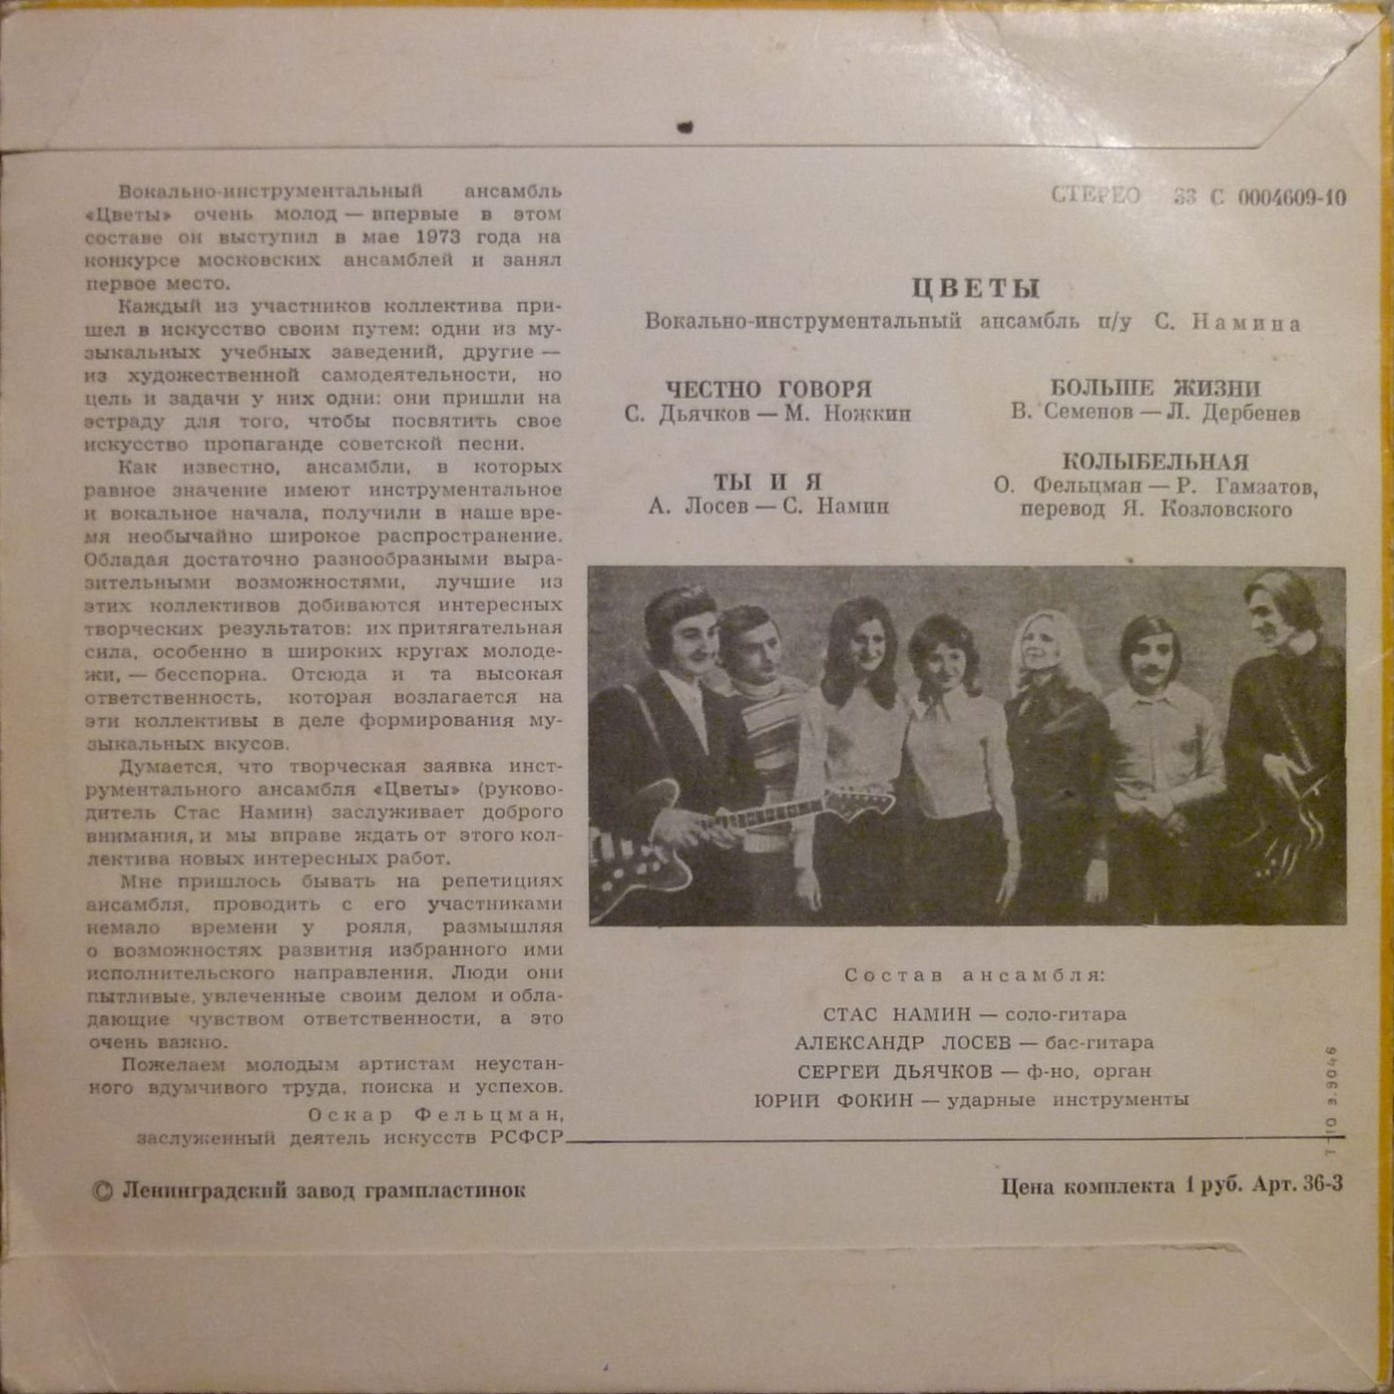 Вокально-инструментальный ансамбль
«Цветы» очень молод — впервые в этом
составе он выступил в мае 1973 года на
конкурсе московских ансамблей и занял
первое место.
Каждый из участников коллектива при-
шел в искусство своим путем: одни из му-
зыкальных учебных заведений, другие —
из художественной самодеятельности, но
цель и задачи у них одни: они пришли на
эстраду для того, чтобы посвятить свое
искусство пропаганде советской песни.
Как известно, ансамбли, в которых
равное значение имеют инструментальное
и вокальное начала, получили в наше вре-
мя необычайно широкое распространение.
Обладая достаточно разнообразными выра-
зительными возможностями, лучшие из
этих коллективов добиваются интересных
творческих результатов: их притягательная
сила, особенно в широких кругах молоде-
жи, — бесспорна. Отсюда и та высокая
ответственность, которая возлагается на
эти коллективы в деле формирования му-
зыкальных вкусов.
Думается, что творческая заявка инст-
рументального ансамбля «Цветы» (руково-
дитель Стас Намин) заслуживает доброго
внимания, и мы вправе ждать от этого кол-
лектива новых интересных работ.
Мне пришлось бывать на репетициях
ансамбля, проводить с его участниками
немало времени у рояля, размышляя
о возможностях развития избранного ими
исполнительского направления. Люди они
пытливые, увлеченные своим делом и обла-
дающие чувством ответственности, а это
очень важно.
Пожелаем молодым артистам неустан-
ного вдумчивого труда, поиска и успехов.
Оскар Фельцман,
заслуженный деятель искусств РСФСР
СТЕРЕО 33 С 0004609-10
ЦВЕТЫ
Вокально-инструментальный ансамбль п/у С. Намина
ЧЕСТНО ГОВОРЯ
С. Дьячков — М. Ножкин
ТЫ И Я
А. Лосев — С. Намин
БОЛЬШЕ ЖИЗНИ
В. Семенов — Л. Дербенев
КОЛЫБЕЛЬНАЯ
О. Фельцман — Р. Гамзатов,
перевод Я. Козловского
Состав ансамбля:
СТАС НАМИН — соло-гитара
АЛЕКСАНДР ЛОСЕВ — бас-гитара
СЕРГЕЙ ДЬЯЧКОВ — ф-но, орган
ЮРИЙ ФОКИН — ударные инструменты
з.9046
© Ленинградский завод грампластинок
Цена комплекта 1 руб. Арт. 36-3